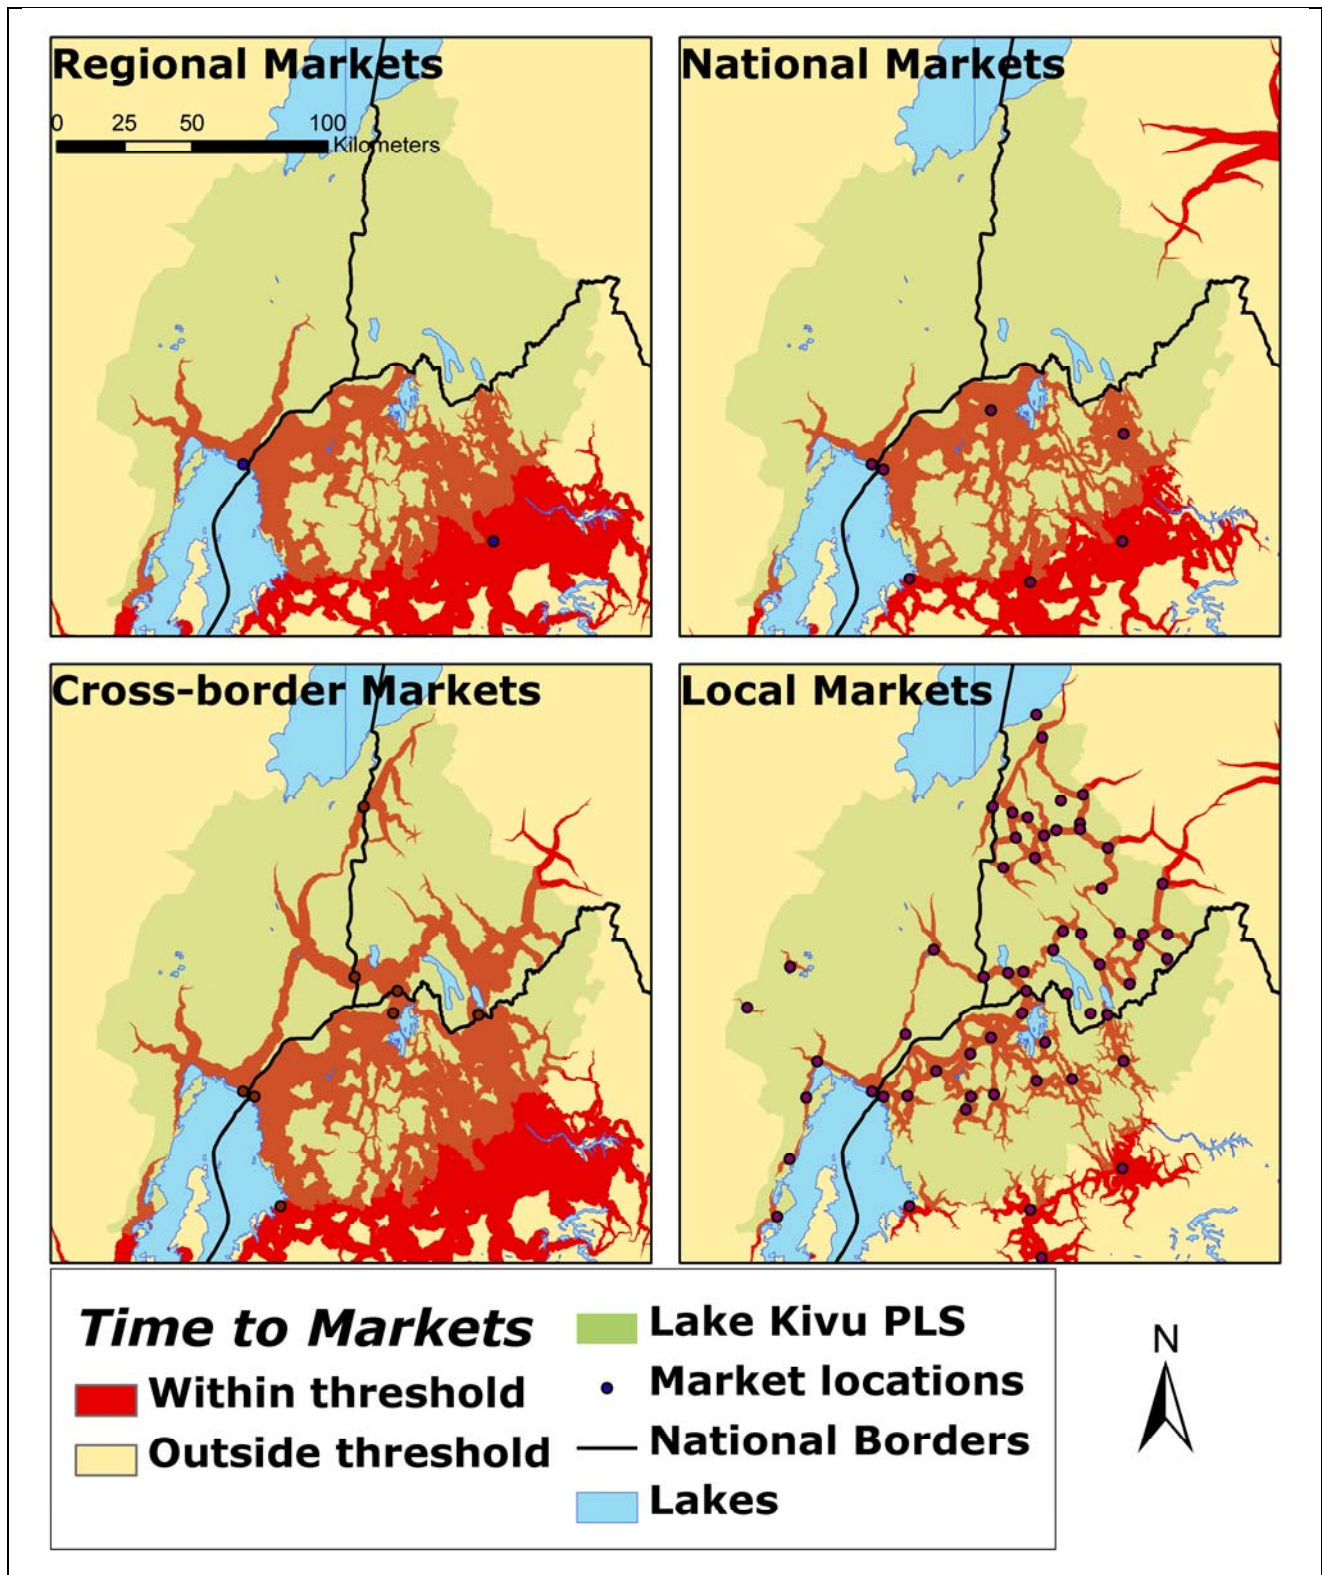 Regional Markets
0 25 50 100
Kilometers
National Markets
Cross-border Markets
Local Markets
Time to Markets
Within threshold
Outside threshold
Lake Kivu PLS
Market locations
National Borders
Lakes
N